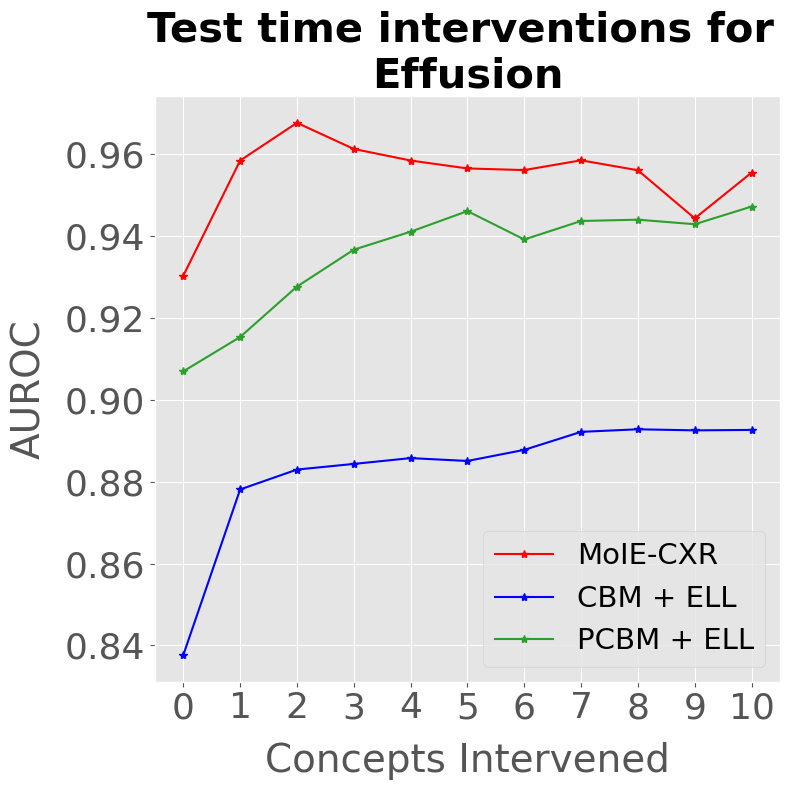 Test time interventions for
Effusion
AUROC
0.96
0.94
0.92
0.90
0.88
0.86
0.84
MoIE-CXR
CBM + ELL
PCBM + ELL
0 1 2 3 4 5 6 7 8 9 10
Concepts Intervened